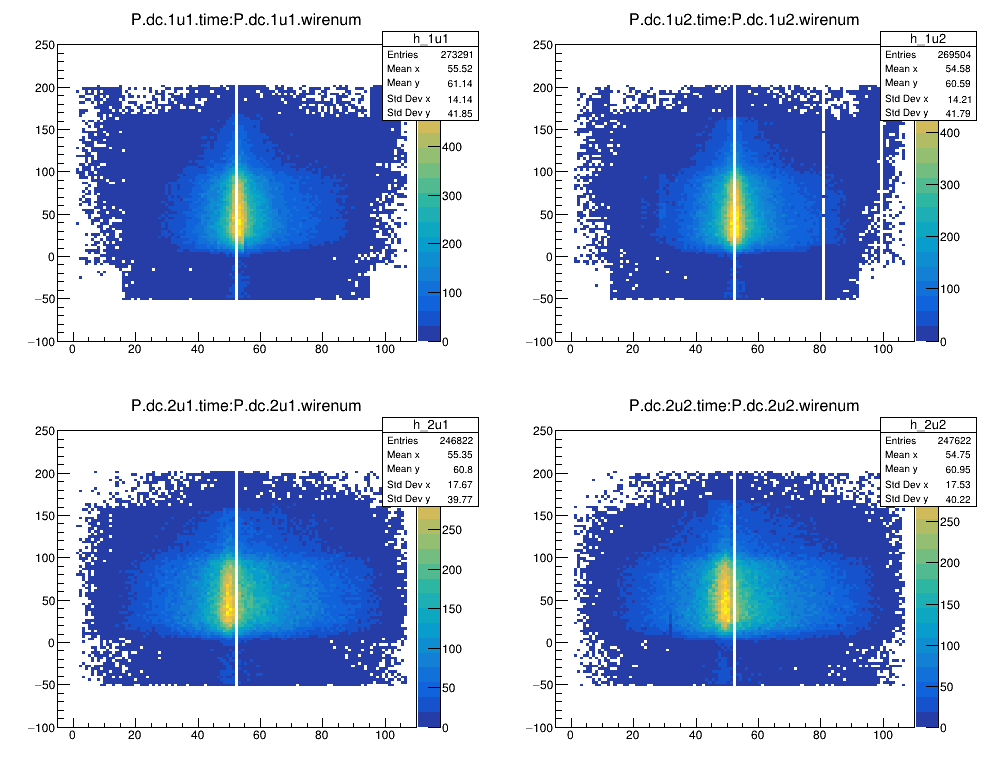 P.dc.1u1.time:P.dc.1u1.wirenum
h_1u1
Entries 273291
Mean x 55.52
Mean y 61.14
Std Dev x 14.14
Std Dev y 41.85
250
200
150
100
50
0
−50
−100
0 20 40 60 80 100
400
300
200
100
0
P.dc.1u2.time:P.dc.1u2.wirenum
h_1u2
Entries 269504
Mean x 54.58
Mean y 60.59
Std Dev x 14.21
Std Dev y 41.79
250
200
150
100
50
0
−50
−100
0 20 40 60 80 100
400
300
200
100
0
P.dc.2u1.time:P.dc.2u1.wirenum
h_2u1
Entries 246822
Mean x 55.35
Mean y 60.8
Std Dev x 17.67
Std Dev y 39.77
250
200
150
100
50
0
−50
−100
0 20 40 60 80 100
250
200
150
100
50
0
P.dc.2u2.time:P.dc.2u2.wirenum
h_2u2
Entries 247622
Mean x 54.75
Mean y 60.95
Std Dev x 17.53
Std Dev y 40.22
250
200
150
100
50
0
−50
−100
0 20 40 60 80 100
250
200
150
100
50
0